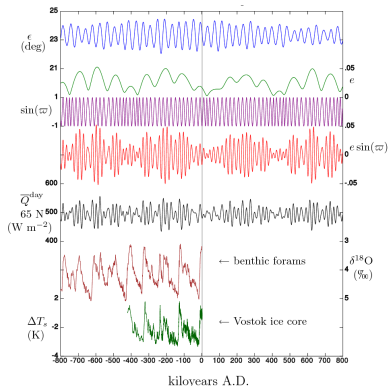 25
ϵ
(deg)
23
21
.05
e
1
0
sin(ϖ)
-1
.05
0
e sin(ϖ)
-.05
600
Q̅ᵈᵃʸ
65 N
(W m⁻²)
500
400
3
← benthic forams
δ¹⁸O
4
(‰)
5
2
ΔTₛ
(K)
-2
← Vostok ice core
-4
-800 -700 -600 -500 -400 -300 -200 -100 0 100 200 300 400 500 600 700 800
kiloyears A.D.